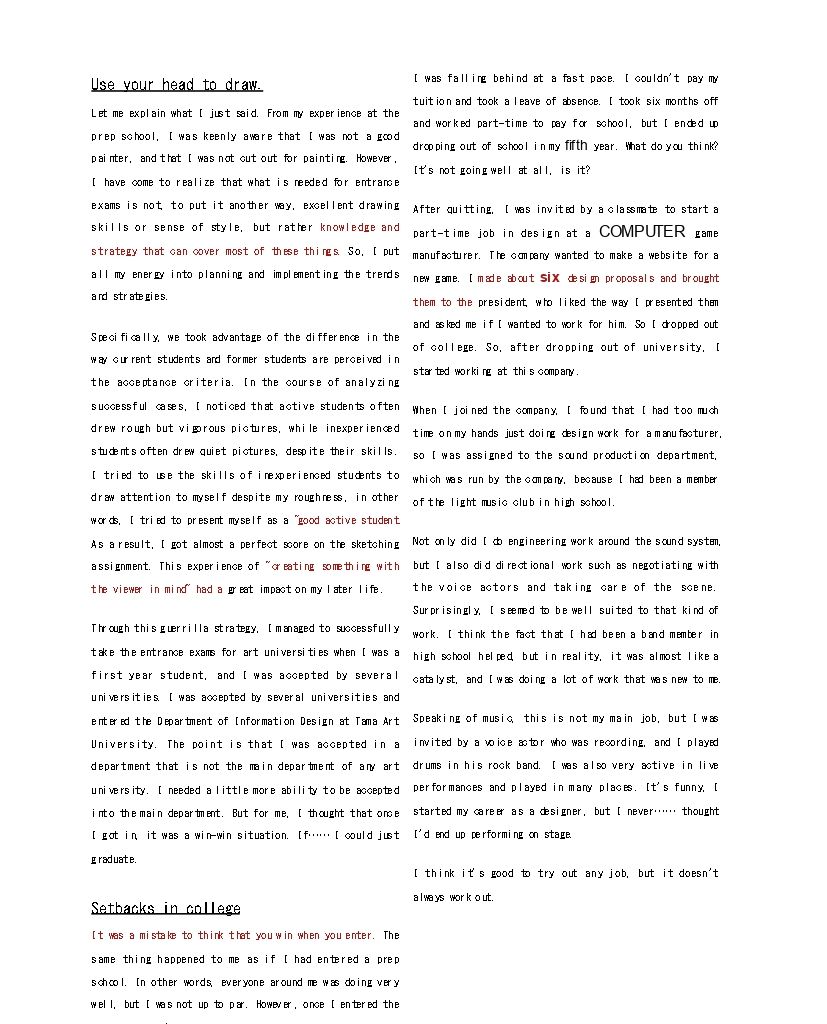 Use your head to draw.
Let me explain what I just said. From my experience at the
prep school, I was keenly aware that I was not a good
painter, and that I was not cut out for painting. However,
I have come to realize that what is needed for entrance
exams is not, to put it another way, excellent drawing
skills or sense of style, but rather knowledge and
strategy that can cover most of these things. So, I put
all my energy into planning and implementing the trends
and strategies.
Specifically, we took advantage of the difference in the
way current students and former students are perceived in
the acceptance criteria. In the course of analyzing
successful cases, I noticed that active students often
drew rough but vigorous pictures, while inexperienced
students often drew quiet pictures, despite their skills.
I tried to use the skills of inexperienced students to
draw attention to myself despite my roughness, in other
words, I tried to present myself as a "good active student.
As a result, I got almost a perfect score on the sketching
assignment. This experience of "creating something with
the viewer in mind" had a great impact on my later life.
Through this guerrilla strategy, I managed to successfully
take the entrance exams for art universities when I was a
first year student, and I was accepted by several
universities. I was accepted by several universities and
entered the Department of Information Design at Tama Art
University. The point is that I was accepted in a
department that is not the main department of any art
university. I needed a little more ability to be accepted
into the main department. But for me, I thought that once
I got in, it was a win-win situation. If…… I could just
graduate.
Setbacks in college
It was a mistake to think that you win when you enter. The
same thing happened to me as if I had entered a prep
school. In other words, everyone around me was doing very
well, but I was not up to par. However, once I entered the
I was falling behind at a fast pace. I couldn't pay my
tuition and took a leave of absence. I took six months off
and worked part-time to pay for school, but I ended up
dropping out of school in my fifth year. What do you think?
It's not going well at all, is it?
After quitting, I was invited by a classmate to start a
part-time job in design at a COMPUTER game
manufacturer. The company wanted to make a website for a
new game. I made about six design proposals and brought
them to the president, who liked the way I presented them
and asked me if I wanted to work for him. So I dropped out
of college. So, after dropping out of university, I
started working at this company.
When I joined the company, I found that I had too much
time on my hands just doing design work for a manufacturer,
so I was assigned to the sound production department,
which was run by the company, because I had been a member
of the light music club in high school.
Not only did I do engineering work around the sound system,
but I also did directional work such as negotiating with
the voice actors and taking care of the scene.
Surprisingly, I seemed to be well suited to that kind of
work. I think the fact that I had been a band member in
high school helped, but in reality, it was almost like a
catalyst, and I was doing a lot of work that was new to me.
Speaking of music, this is not my main job, but I was
invited by a voice actor who was recording, and I played
drums in his rock band. I was also very active in live
performances and played in many places. It's funny, I
started my career as a designer, but I never…… thought
I'd end up performing on stage.
I think it's good to try out any job, but it doesn't
always work out.